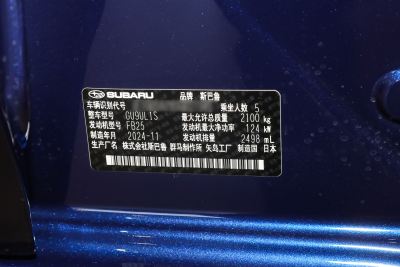 SUBARU 品牌 斯巴鲁
车辆识别代号 乘坐人数 5
整车型号 GU9UL1S 最大允许总质量 2100 kg
发动机型号 FB25 发动机最大净功率 124 kW
制造年月 2024-11 发动机排量 2498 mL
生产厂名 株式会社斯巴鲁 群马制作所 矢岛工厂 制造国 日本